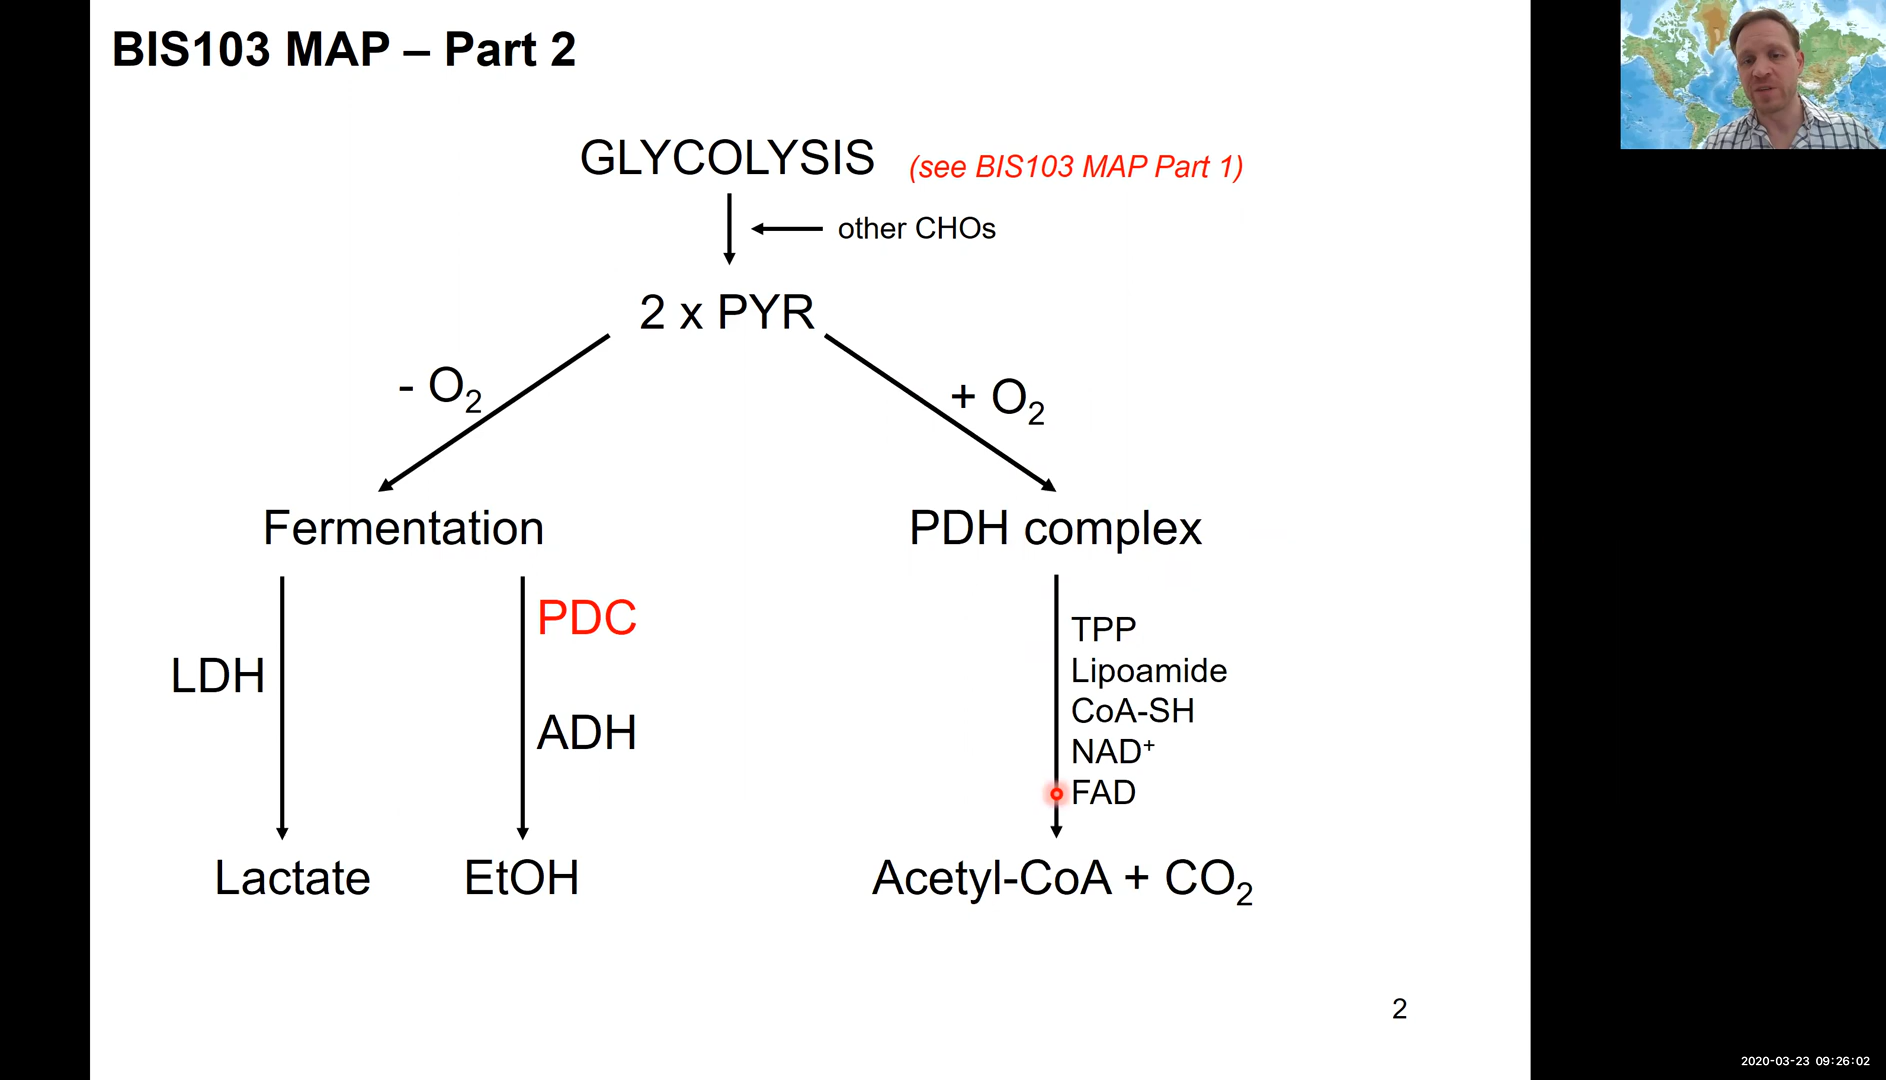 BIS103 MAP – Part 2
GLYCOLYSIS (see BIS103 MAP Part 1)
other CHOs
2 x PYR
- O₂
+ O₂
Fermentation
PDH complex
PDC
LDH
ADH
TPP
Lipoamide
CoA-SH
NAD⁺
FAD
Lactate
EtOH
Acetyl-CoA + CO₂
2
2020-03-23 09:26:02